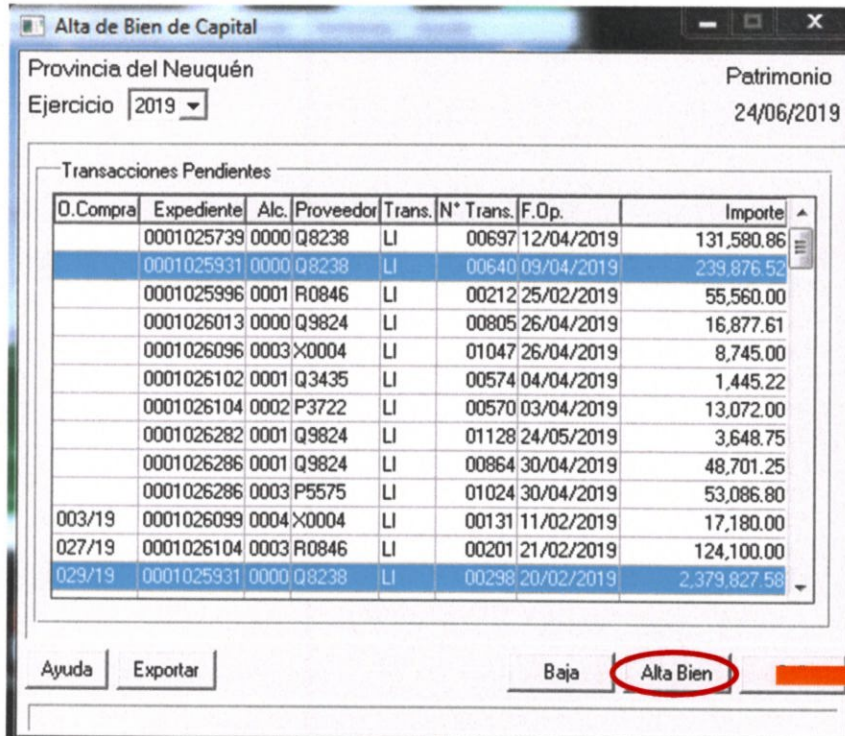 Alta de Bien de Capital
Provincia del Neuquén
Patrimonio
Ejercicio 2019
24/06/2019
Transacciones Pendientes
O.Compra Expediente Alc. Proveedor Trans. N° Trans. F.Op. Importe
0001025739 0000 Q8238 LI 00697 12/04/2019 131,580.86
0001025931 0000 Q8238 LI 00640 09/04/2019 239,876.52
0001025996 0001 R0846 LI 00212 25/02/2019 55,560.00
0001026013 0000 Q9824 LI 00805 26/04/2019 16,877.61
0001026096 0003 X0004 LI 01047 26/04/2019 8,745.00
0001026102 0001 Q3435 LI 00574 04/04/2019 1,445.22
0001026104 0002 P3722 LI 00570 03/04/2019 13,072.00
0001026282 0001 Q9824 LI 01128 24/05/2019 3,648.75
0001026286 0001 Q9824 LI 00864 30/04/2019 48,701.25
0001026286 0003 P5575 LI 01024 30/04/2019 53,086.80
003/19 0001026099 0004 X0004 LI 00131 11/02/2019 17,180.00
027/19 0001026104 0003 R0846 LI 00201 21/02/2019 124,100.00
029/19 0001025931 0000 Q8238 LI 00298 20/02/2019 2,379,827.58
Ayuda Exportar Baja Alta Bien